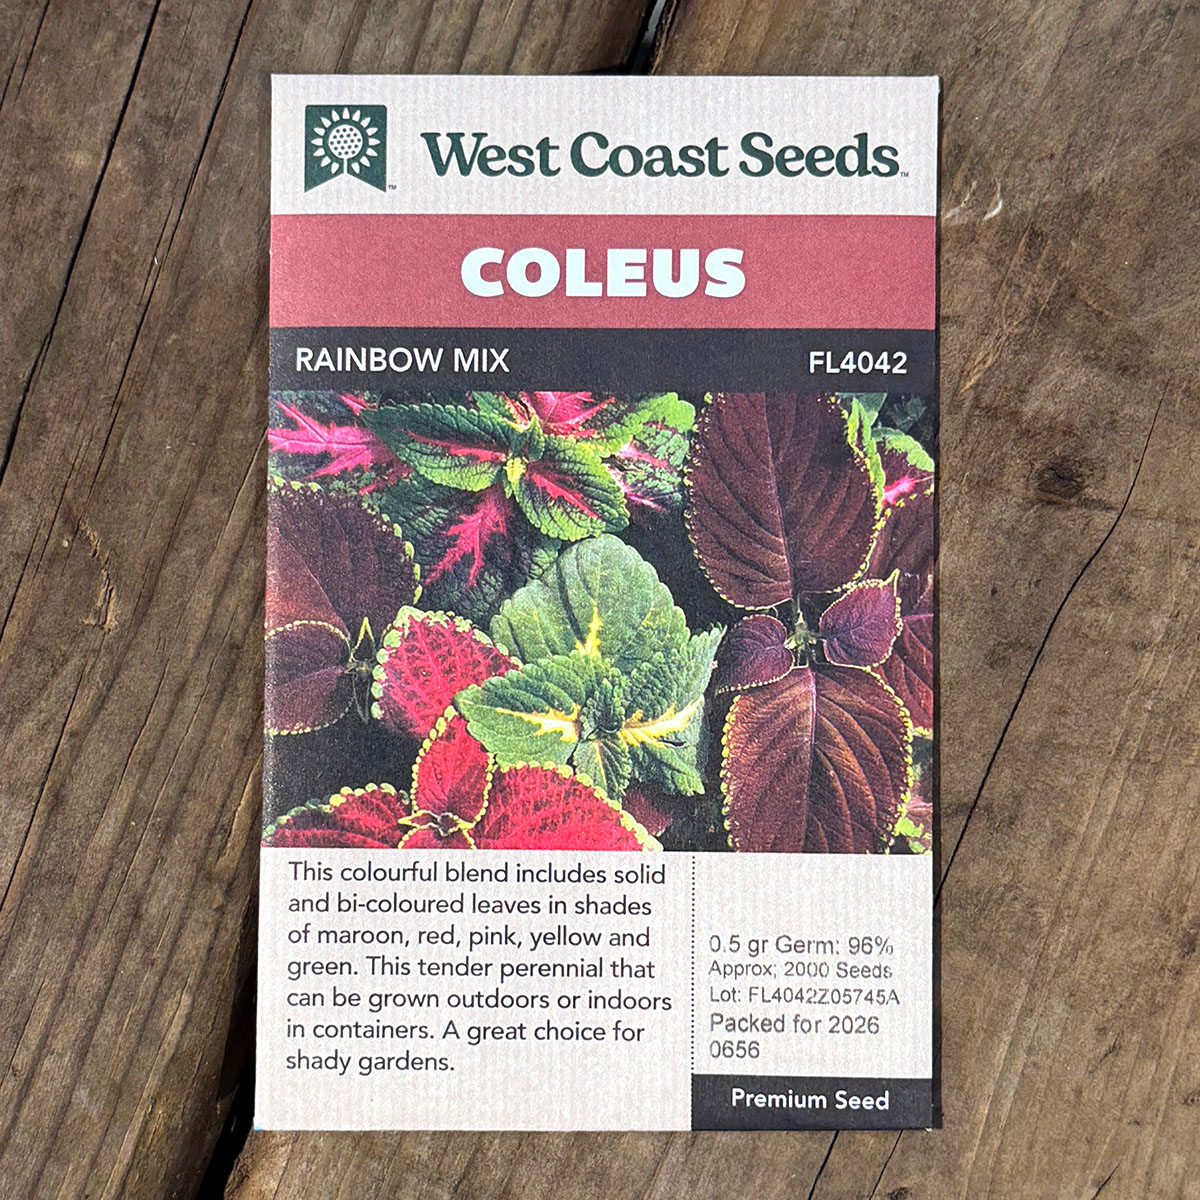 West Coast Seeds™
COLEUS
RAINBOW MIX FL4042
This colourful blend includes solid
and bi-coloured leaves in shades
of maroon, red, pink, yellow and
green. This tender perennial that
can be grown outdoors or indoors
in containers. A great choice for
shady gardens.
0.5 gr Germ: 96%
Approx; 2000 Seeds
Lot: FL4042Z05745A
Packed for 2026
0656
Premium Seed